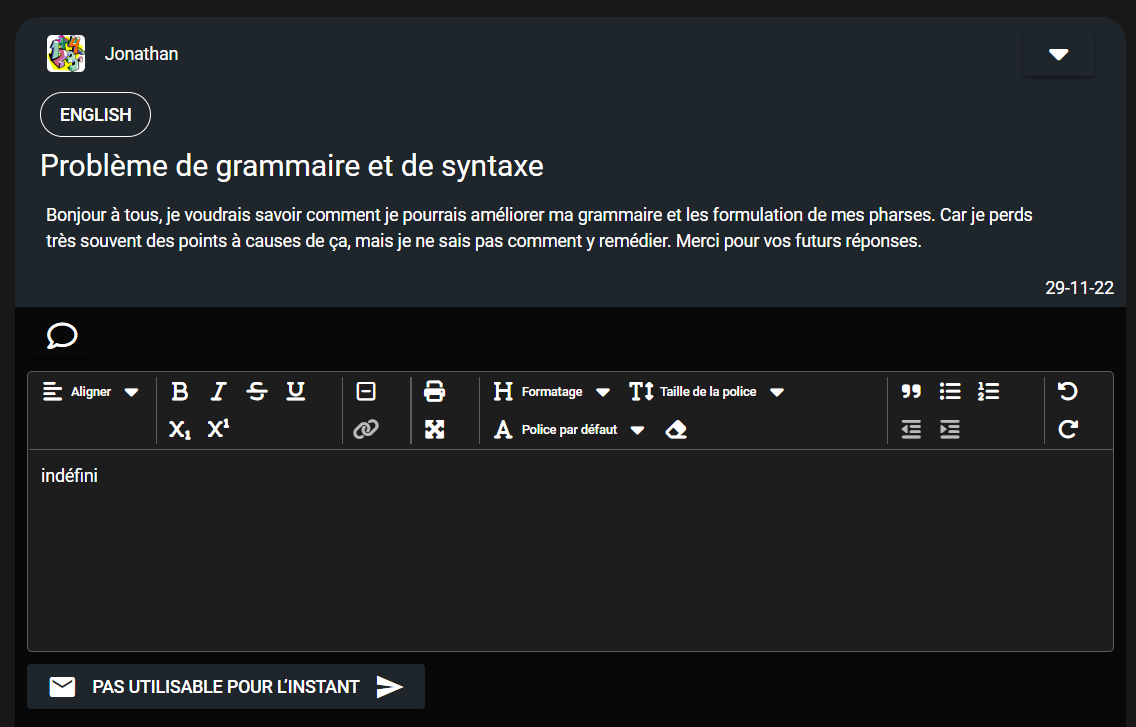 Jonathan
ENGLISH
Problème de grammaire et de syntaxe
Bonjour à tous, je voudrais savoir comment je pourrais améliorer ma grammaire et les formulation de mes pharses. Car je perds
très souvent des points à causes de ça, mais je ne sais pas comment y remédier. Merci pour vos futurs réponses.
29-11-22
Aligner B I S U H Formatage T Taille de la police
X₁ X¹ A Police par défaut
indéfini
PAS UTILISABLE POUR L’INSTANT